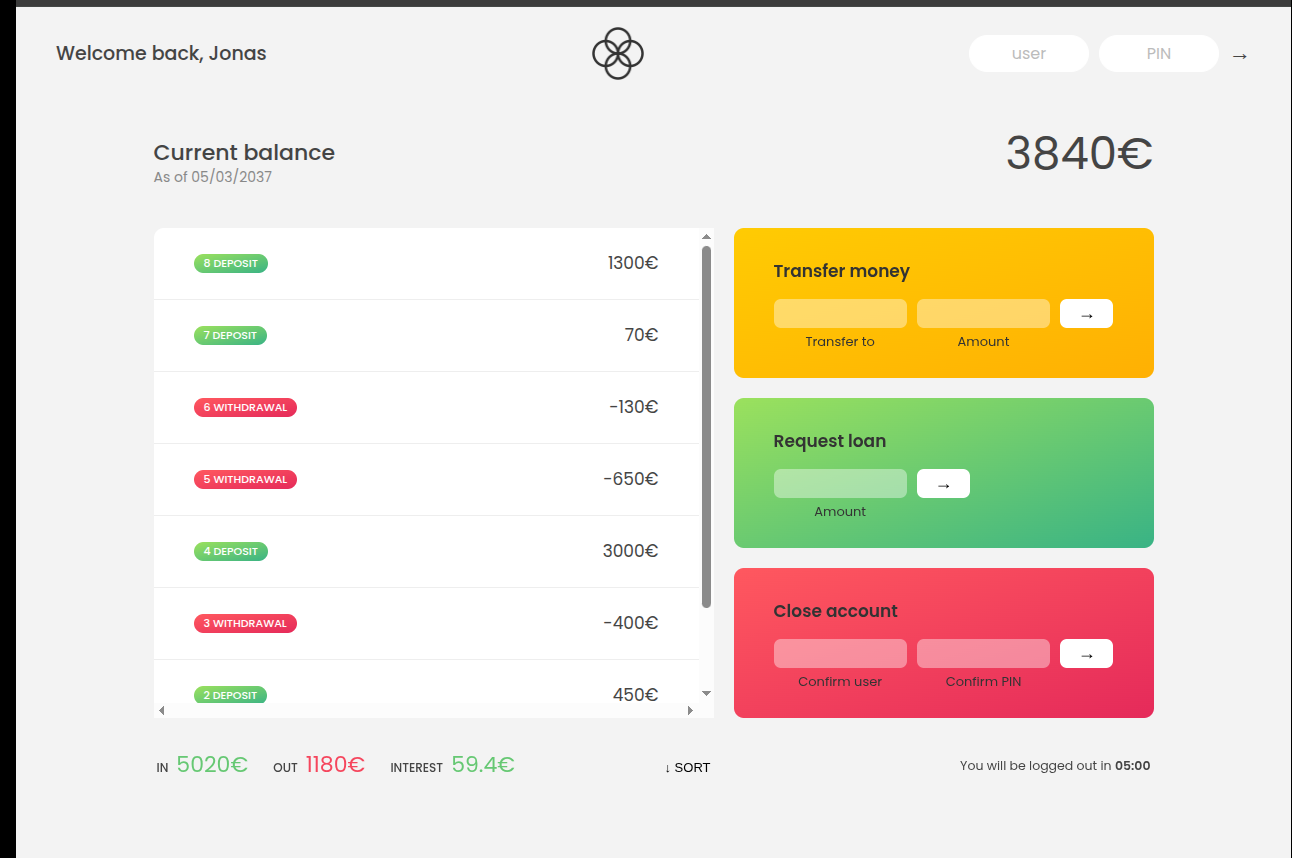 Welcome back, Jonas
user
PIN
→
Current balance
As of 05/03/2037
3840€
8 DEPOSIT
1300€
7 DEPOSIT
70€
6 WITHDRAWAL
-130€
5 WITHDRAWAL
-650€
4 DEPOSIT
3000€
3 WITHDRAWAL
-400€
2 DEPOSIT
450€
Transfer money
→
Transfer to
Amount
Request loan
→
Amount
Close account
→
Confirm user
Confirm PIN
IN 5020€ OUT 1180€ INTEREST 59.4€
↓ SORT
You will be logged out in 05:00